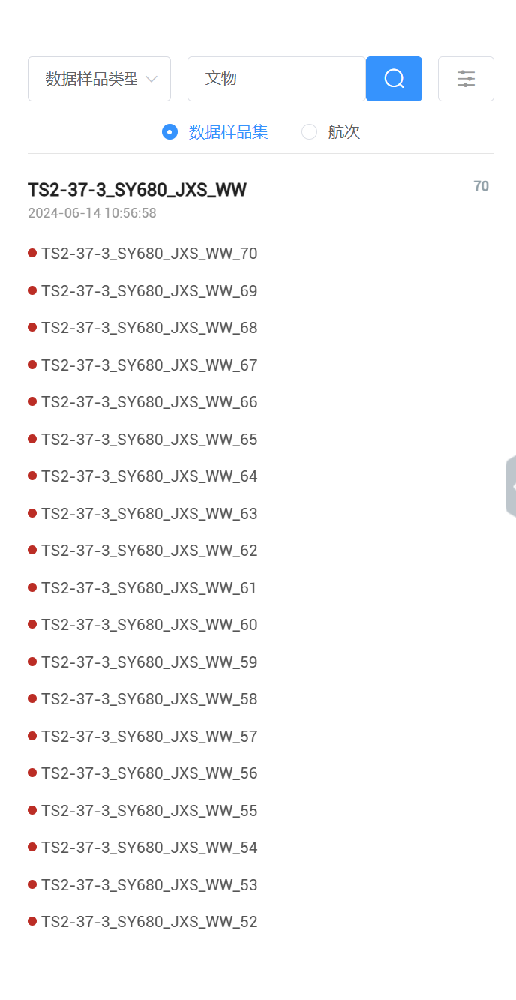 数据样品类型 文物
数据样品集 航次
TS2-37-3_SY680_JXS_WW 70
2024-06-14 10:56:58
TS2-37-3_SY680_JXS_WW_70
TS2-37-3_SY680_JXS_WW_69
TS2-37-3_SY680_JXS_WW_68
TS2-37-3_SY680_JXS_WW_67
TS2-37-3_SY680_JXS_WW_66
TS2-37-3_SY680_JXS_WW_65
TS2-37-3_SY680_JXS_WW_64
TS2-37-3_SY680_JXS_WW_63
TS2-37-3_SY680_JXS_WW_62
TS2-37-3_SY680_JXS_WW_61
TS2-37-3_SY680_JXS_WW_60
TS2-37-3_SY680_JXS_WW_59
TS2-37-3_SY680_JXS_WW_58
TS2-37-3_SY680_JXS_WW_57
TS2-37-3_SY680_JXS_WW_56
TS2-37-3_SY680_JXS_WW_55
TS2-37-3_SY680_JXS_WW_54
TS2-37-3_SY680_JXS_WW_53
TS2-37-3_SY680_JXS_WW_52